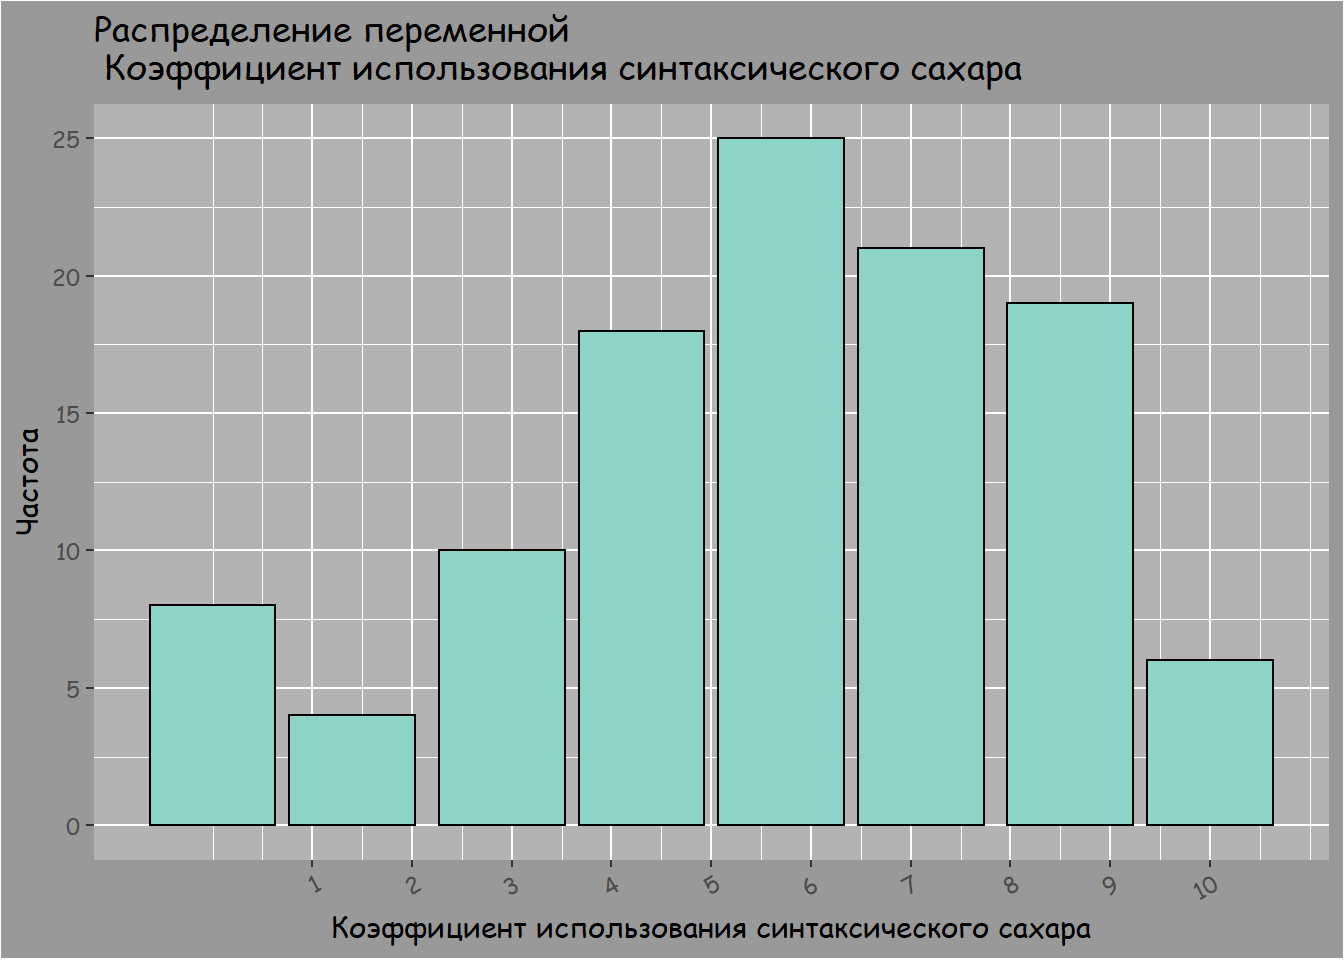 Распределение переменной
Коэффициент использования синтаксического сахара
25
20
15
10
5
0
Частота
1 2 3 4 5 6 7 8 9 10
Коэффициент использования синтаксического сахара